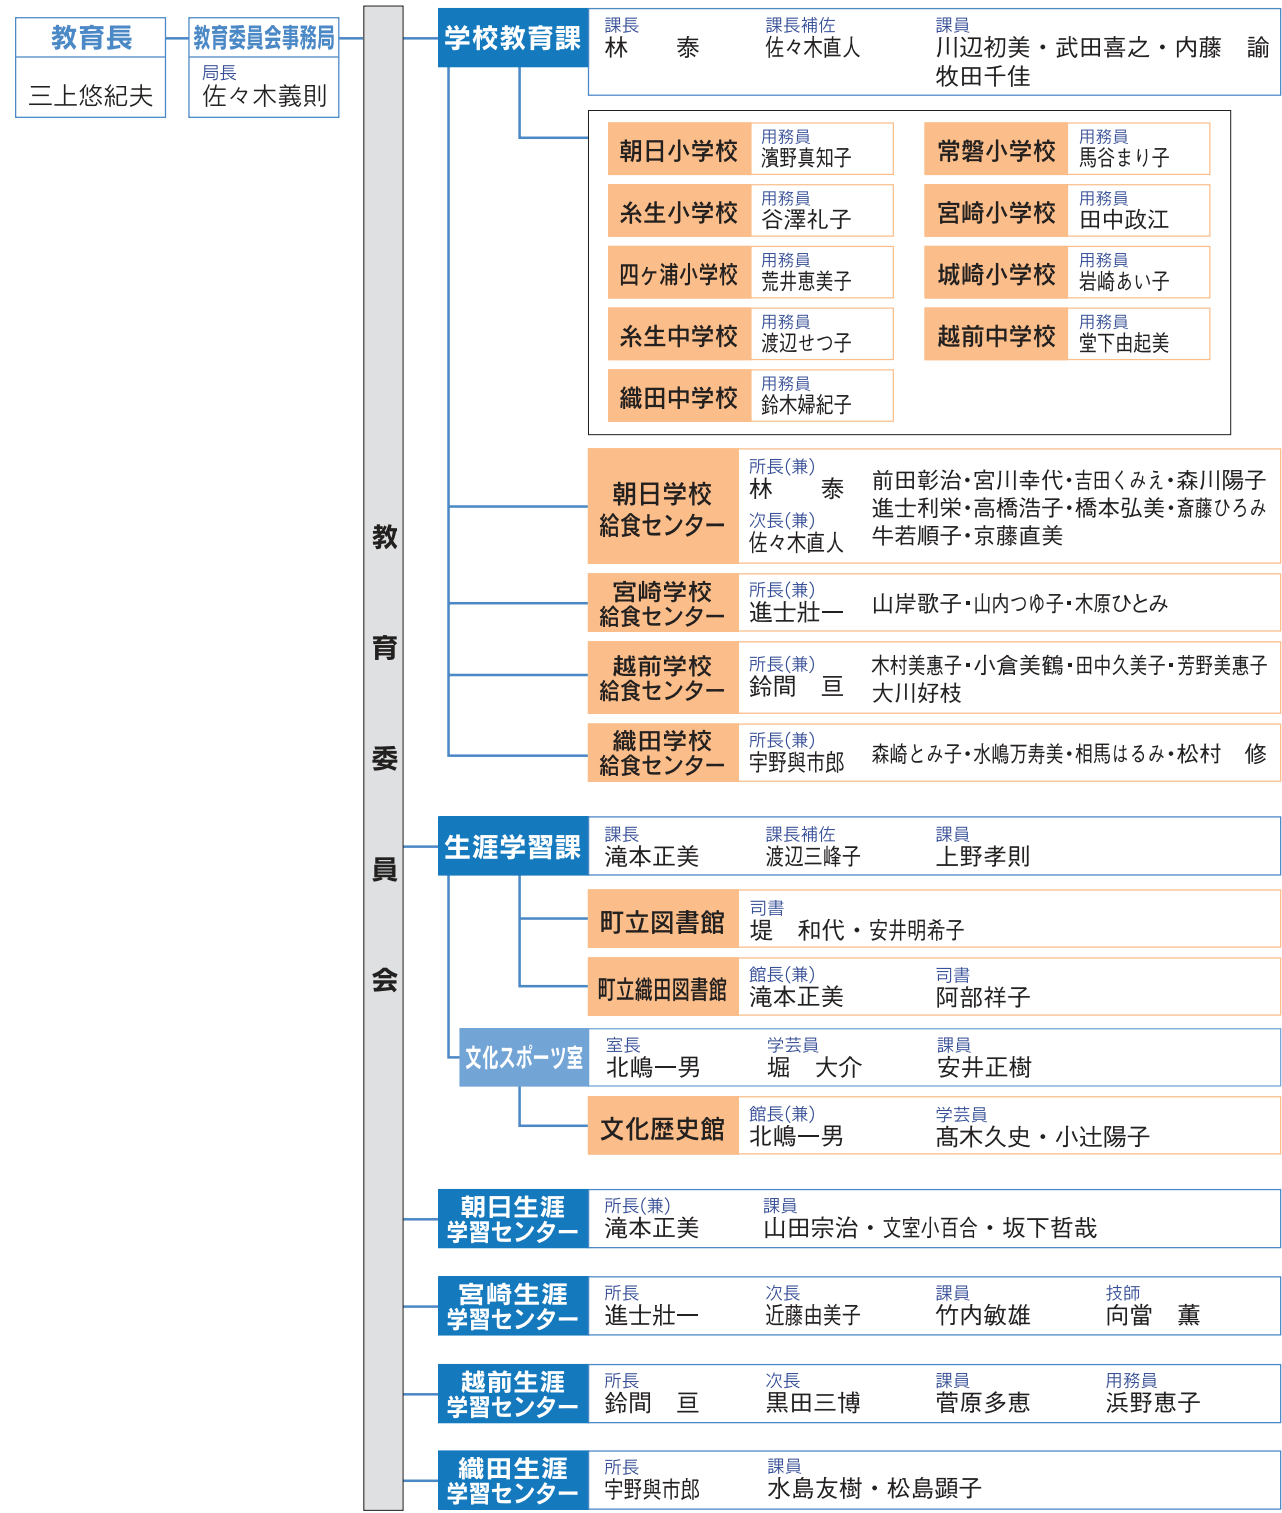 教育長
三上悠紀夫
教育委員会事務局
局長
佐々木義則
教育委員会
学校教育課
課長
林　泰
課長補佐
佐々木直人
課員
川辺初美・武田喜之・内藤　諭
牧田千佳
朝日小学校
用務員
濱野真知子
常磐小学校
用務員
馬谷まり子
糸生小学校
用務員
谷澤礼子
宮崎小学校
用務員
田中政江
四ヶ浦小学校
用務員
荒井恵美子
城崎小学校
用務員
岩崎あい子
糸生中学校
用務員
渡辺せつ子
越前中学校
用務員
堂下由起美
織田中学校
用務員
鈴木婦紀子
朝日学校
給食センター
所長(兼)
林　泰
次長(兼)
佐々木直人
前田彰治・宮川幸代・吉田くみえ・森川陽子
進士利栄・高橋浩子・橋本弘美・斎藤ひろみ
牛若順子・京藤直美
宮崎学校
給食センター
所長(兼)
進士壯一
山岸歌子・山内つゆ子・木原ひとみ
越前学校
給食センター
所長(兼)
鈴間　亘
木村美惠子・小倉美鶴・田中久美子・芳野美恵子
大川好枝
織田学校
給食センター
所長(兼)
宇野與市郎
森崎とみ子・水嶋万寿美・相馬はるみ・松村　修
生涯学習課
課長
滝本正美
課長補佐
渡辺三峰子
課員
上野孝則
町立図書館
司書
堤　和代・安井明希子
町立織田図書館
館長(兼)
滝本正美
司書
阿部祥子
文化スポーツ室
室長
北嶋一男
学芸員
堀　大介
課員
安井正樹
文化歴史館
館長(兼)
北嶋一男
学芸員
髙木久史・小辻陽子
朝日生涯
学習センター
所長(兼)
滝本正美
課員
山田宗治・文室小百合・坂下哲哉
宮崎生涯
学習センター
所長
進士壯一
次長
近藤由美子
課員
竹内敏雄
技師
向當　薫
越前生涯
学習センター
所長
鈴間　亘
次長
黒田三博
課員
菅原多恵
用務員
浜野恵子
織田生涯
学習センター
所長
宇野與市郎
課員
水島友樹・松島顕子